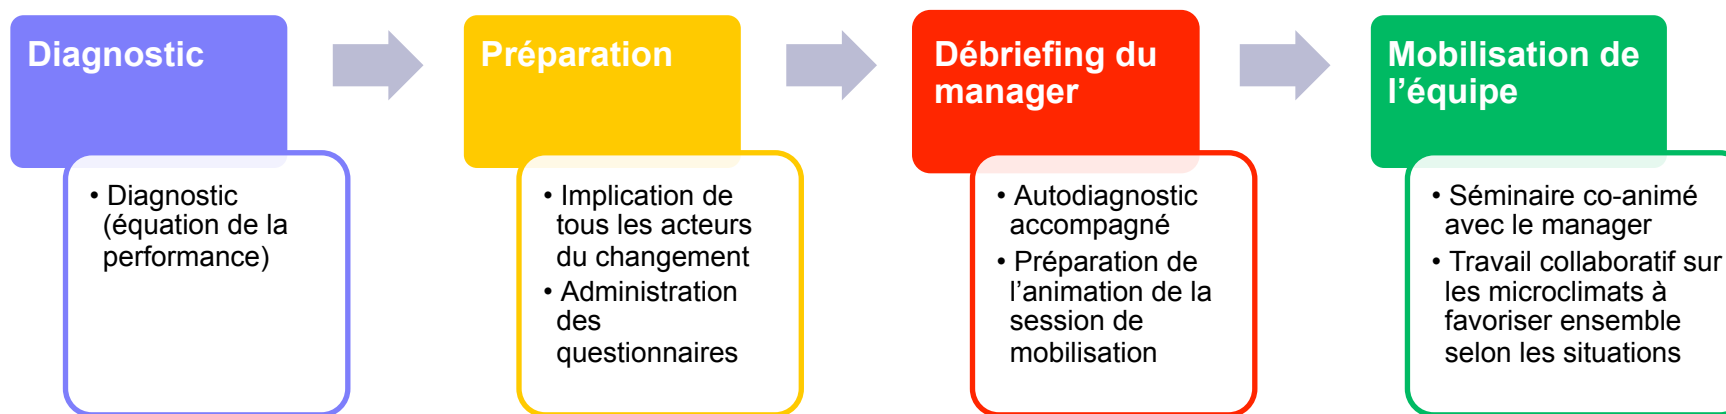 Diagnostic
• Diagnostic
(équation de la
performance)
Préparation
• Implication de
tous les acteurs
du changement
• Administration
des
questionnaires
Débriefing du
manager
• Autodiagnostic
accompagné
• Préparation de
l’animation de la
session de
mobilisation
Mobilisation de
l’équipe
• Séminaire co-animé
avec le manager
• Travail collaboratif sur
les microclimats à
favoriser ensemble
selon les situations